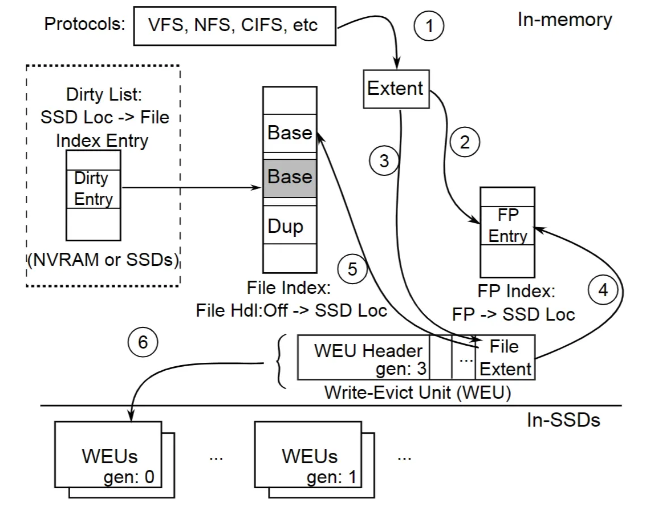 Protocols:
VFS, NFS, CIFS, etc
1
In-memory
Dirty List:
SSD Loc -> File
Index Entry
Dirty
Entry
(NVRAM or SSDs)
Base
Base
Dup
File Index:
File Hdl:Off -> SSD Loc
Extent
2
3
FP
Entry
FP Index:
FP -> SSD Loc
4
5
6
WEU Header
gen: 3
...
File
Extent
Write-Evict Unit (WEU)
In-SSDs
WEUs
gen: 0
...
WEUs
gen: 1
...